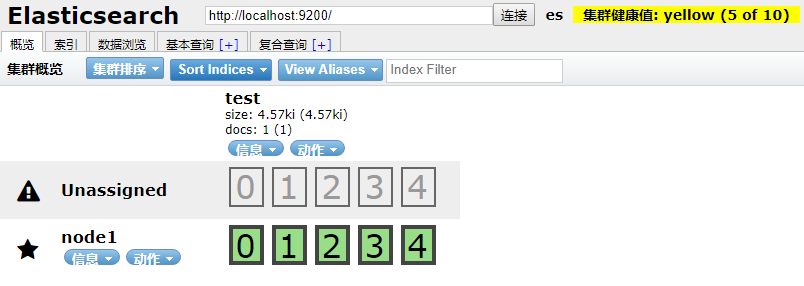 Elasticsearch http://localhost:9200/ 连接 es 集群健康值: yellow (5 of 10)
概览 索引 数据浏览 基本查询 [+] 复合查询 [+]
集群概览 集群排序 Sort Indices View Aliases Index Filter
test
size: 4.57ki (4.57ki)
docs: 1 (1)
信息 动作
Unassigned 0 1 2 3 4
node1 0 1 2 3 4
信息 动作